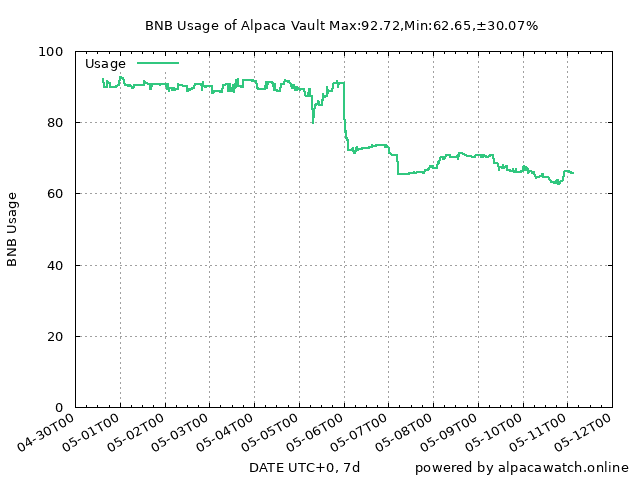 BNB Usage of Alpaca Vault Max:92.72,Min:62.65,±30.07%
Usage
100
80
60
40
20
0
BNB Usage
04-30T00
05-01T00
05-02T00
05-03T00
05-04T00
05-05T00
05-06T00
05-07T00
05-08T00
05-09T00
05-10T00
05-11T00
05-12T00
DATE UTC+0, 7d
powered by alpacawatch.online